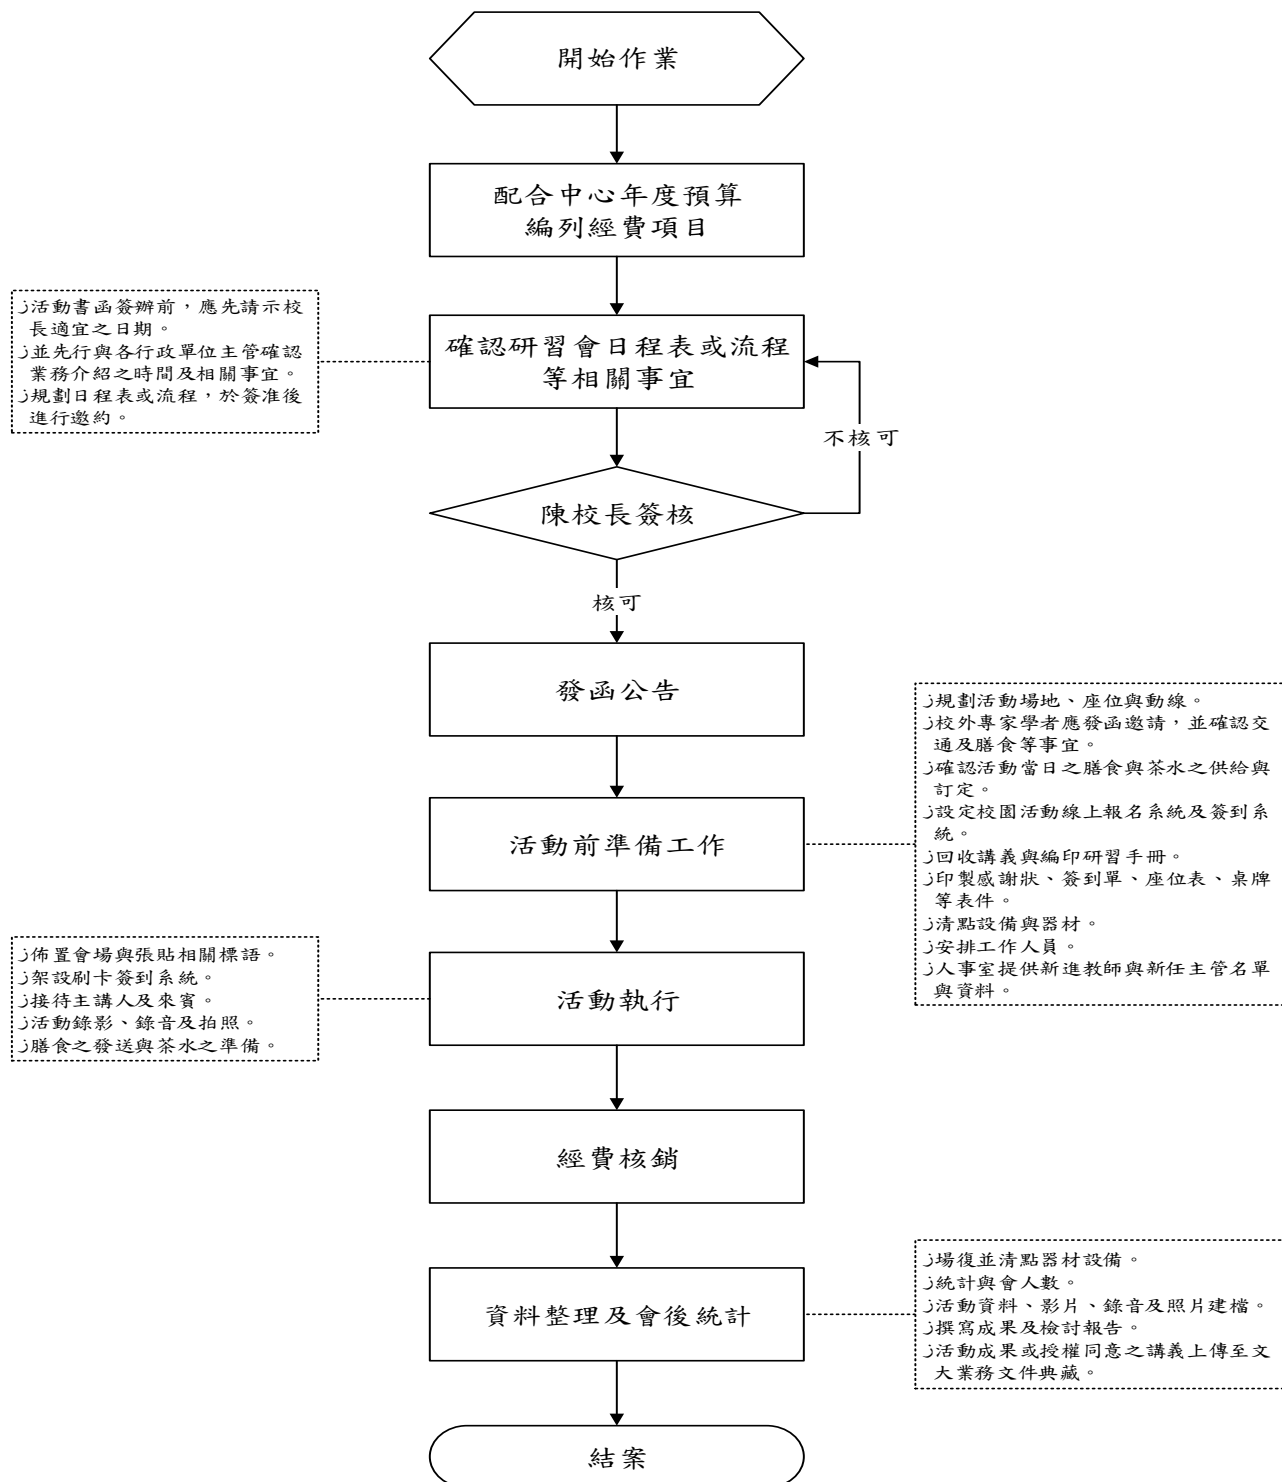 開始作業
配合中心年度預算
編列經費項目
活動書函簽辦前，應先請示校
長適宜之日期。
並先行與各行政單位主管確認
業務介紹之時間及相關事宜。
規劃日程表或流程，於簽准後
進行邀約。
確認研習會日程表或流程
等相關事宜
不核可
陳校長簽核
核可
發函公告
規劃活動場地、座位與動線。
校外專家學者應發函邀請，並確認交
通及膳食等事宜。
確認活動當日之膳食與茶水之供給與
訂定。
設定校園活動線上報名系統及簽到系
統。
回收講義與編印研習手冊。
印製感謝狀、簽到單、座位表、桌牌
等表件。
清點設備與器材。
安排工作人員。
人事室提供新進教師與新任主管名單
與資料。
活動前準備工作
佈置會場與張貼相關標語。
架設刷卡簽到系統。
接待主講人及來賓。
活動錄影、錄音及拍照。
膳食之發送與茶水之準備。
活動執行
經費核銷
資料整理及會後統計
場復並清點器材設備。
統計與會人數。
活動資料、影片、錄音及照片建檔。
撰寫成果及檢討報告。
活動成果或授權同意之講義上傳至文
大業務文件典藏。
結案